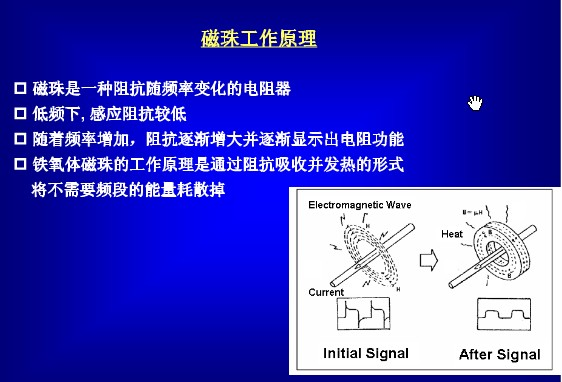 磁珠工作原理
磁珠是一种阻抗随频率变化的电阻器
低频下, 感应阻抗较低
随着频率增加，阻抗逐渐增大并逐渐显示出电阻功能
铁氧体磁珠的工作原理是通过阻抗吸收并发热的形式
将不需要频段的能量耗散掉
Electromagnetic Wave
B = μH
H
Heat
H
Current
Initial Signal
After Signal